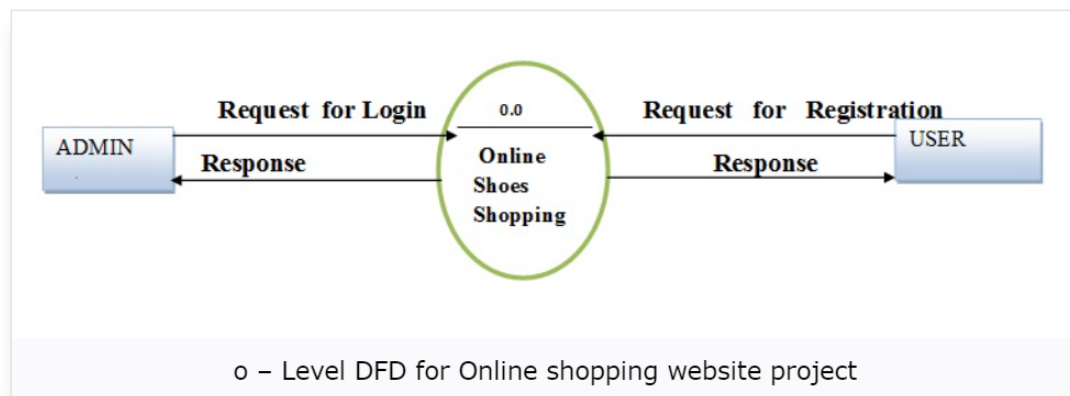 Request for Login
0.0
Request for Registration
ADMIN
USER
Response
Online
Shoes
Shopping
Response
o – Level DFD for Online shopping website project